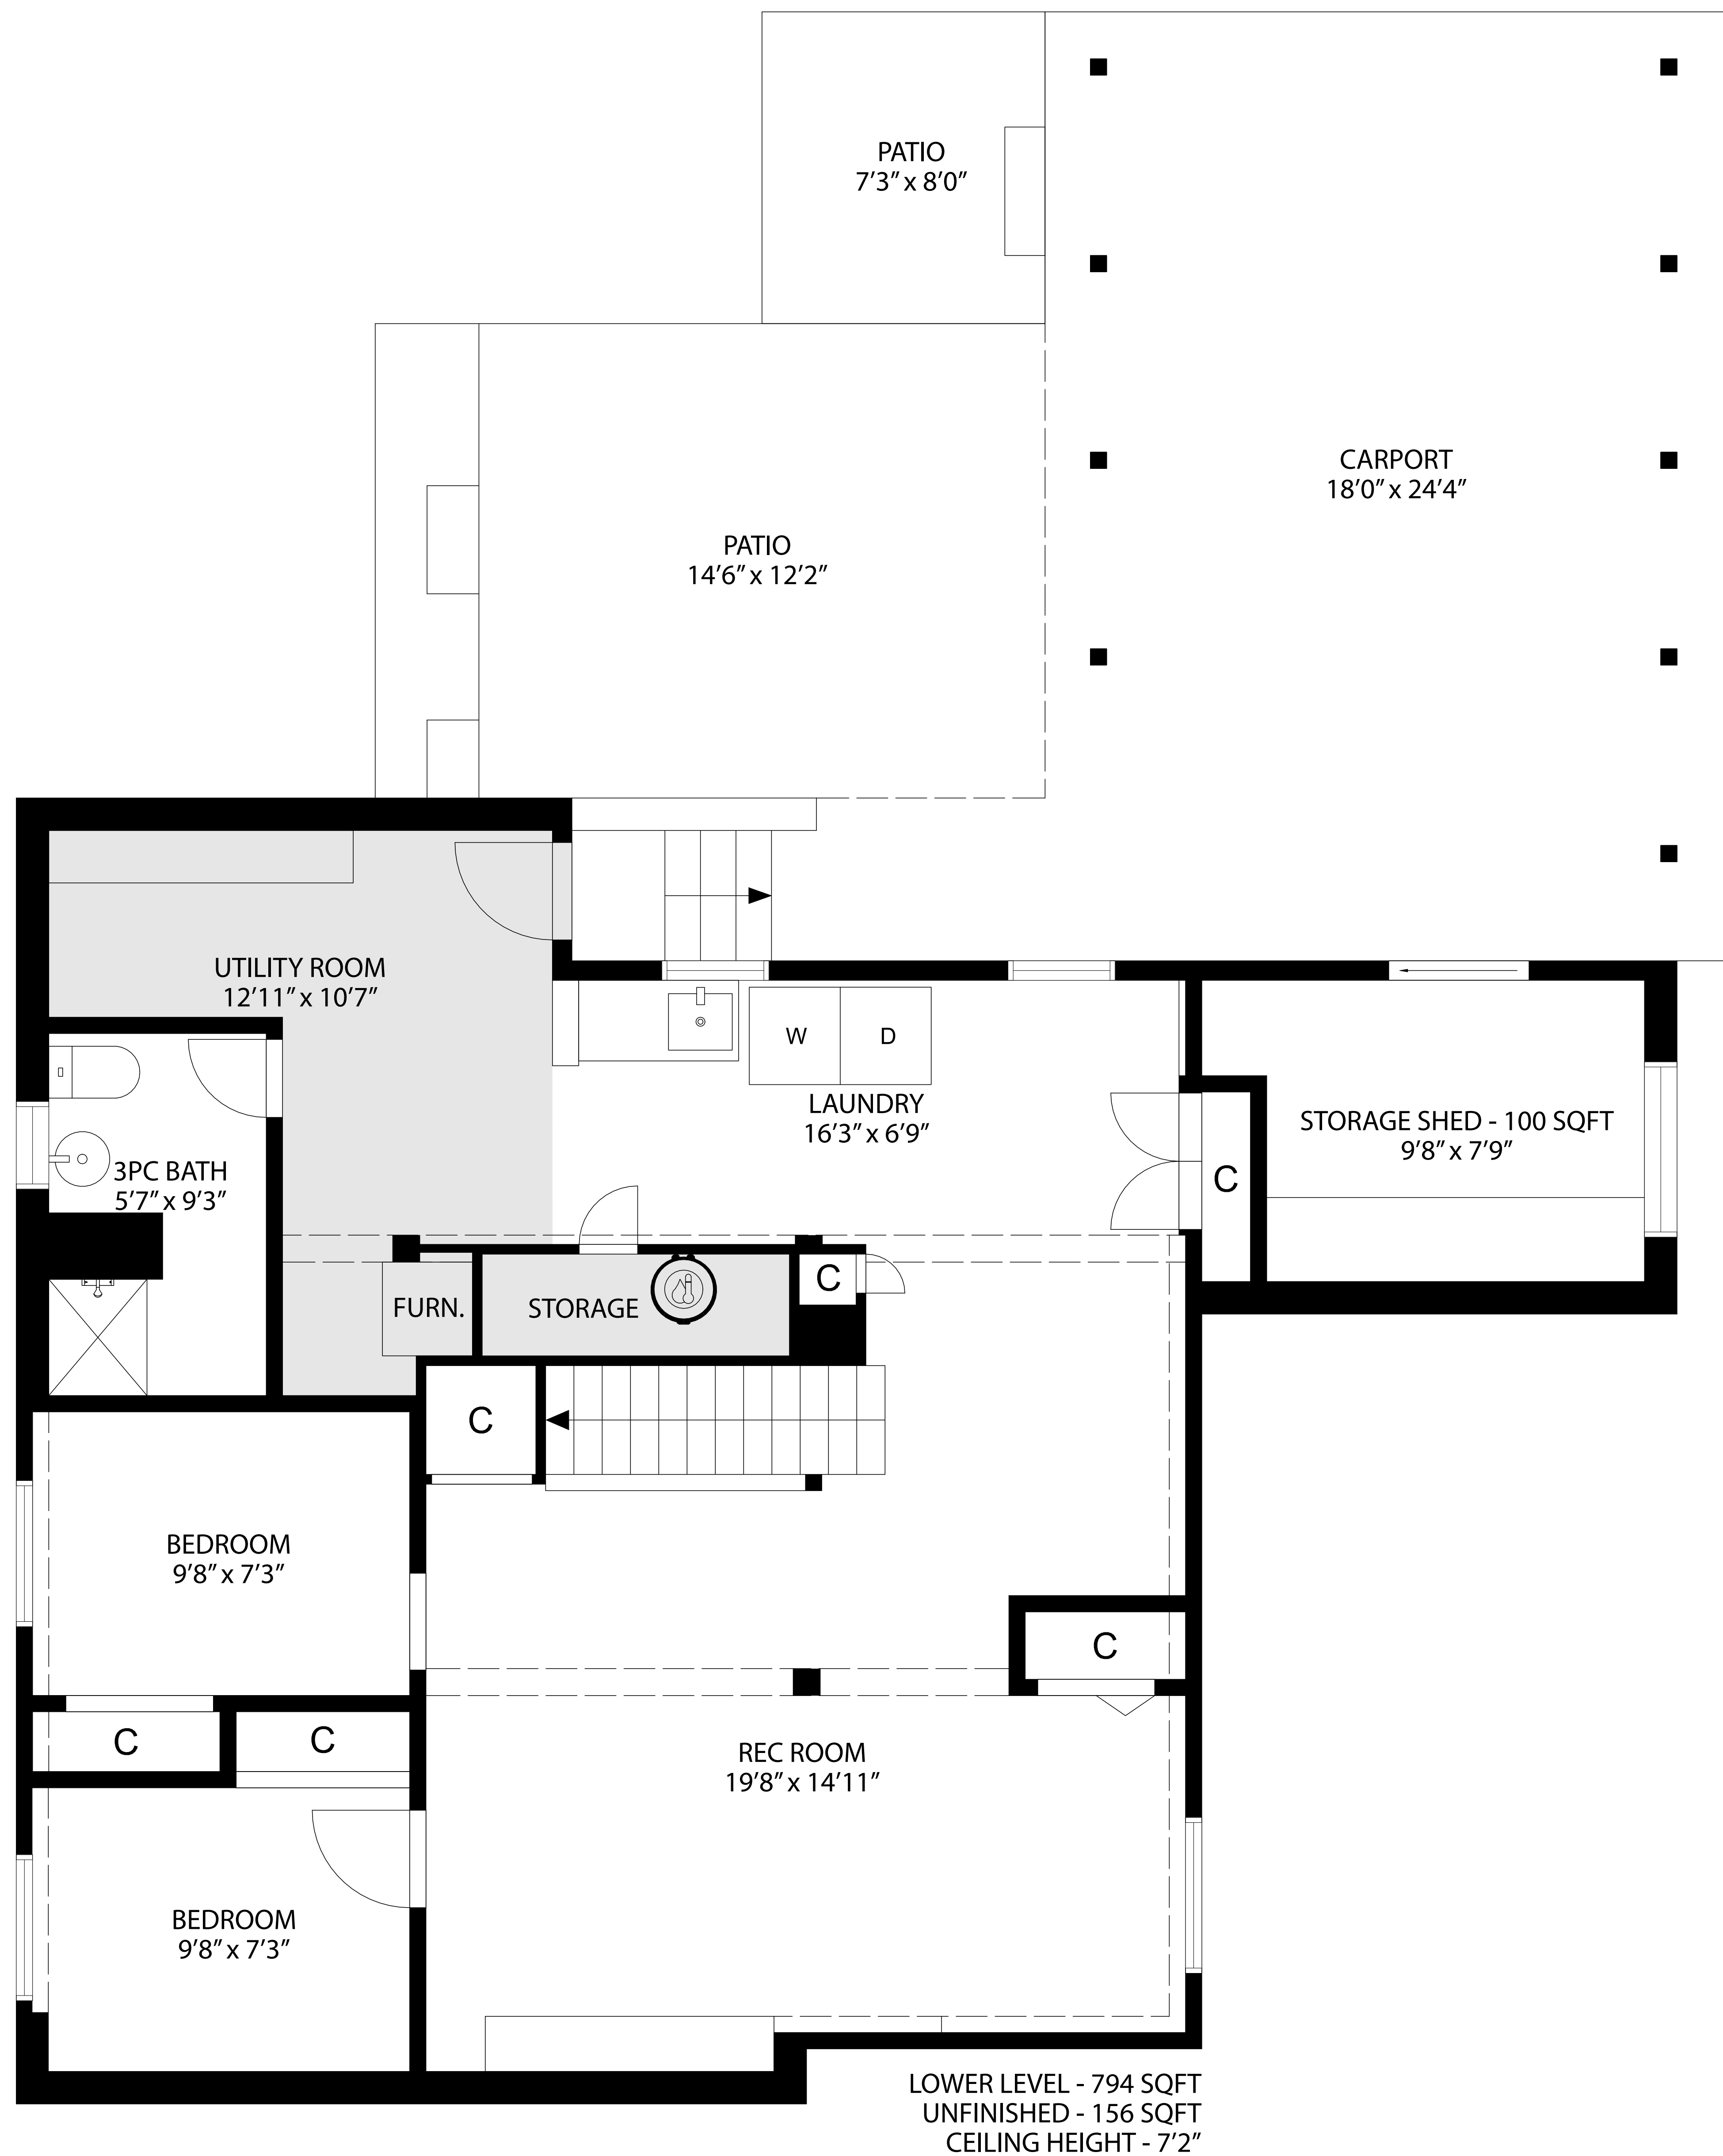 PATIO
7’3” x 8’0”
CARPORT
18’0” x 24’4”
PATIO
14’6” x 12’2”
UTILITY ROOM
12’11” x 10’7”
W
D
LAUNDRY
16’3” x 6’9”
STORAGE SHED - 100 SQFT
9’8” x 7’9”
3PC BATH
5’7” x 9’3”
C
C
FURN.
STORAGE
C
BEDROOM
9’8” x 7’3”
C
C
C
REC ROOM
19’8” x 14’11”
BEDROOM
9’8” x 7’3”
LOWER LEVEL - 794 SQFT
UNFINISHED - 156 SQFT
CEILING HEIGHT - 7’2”